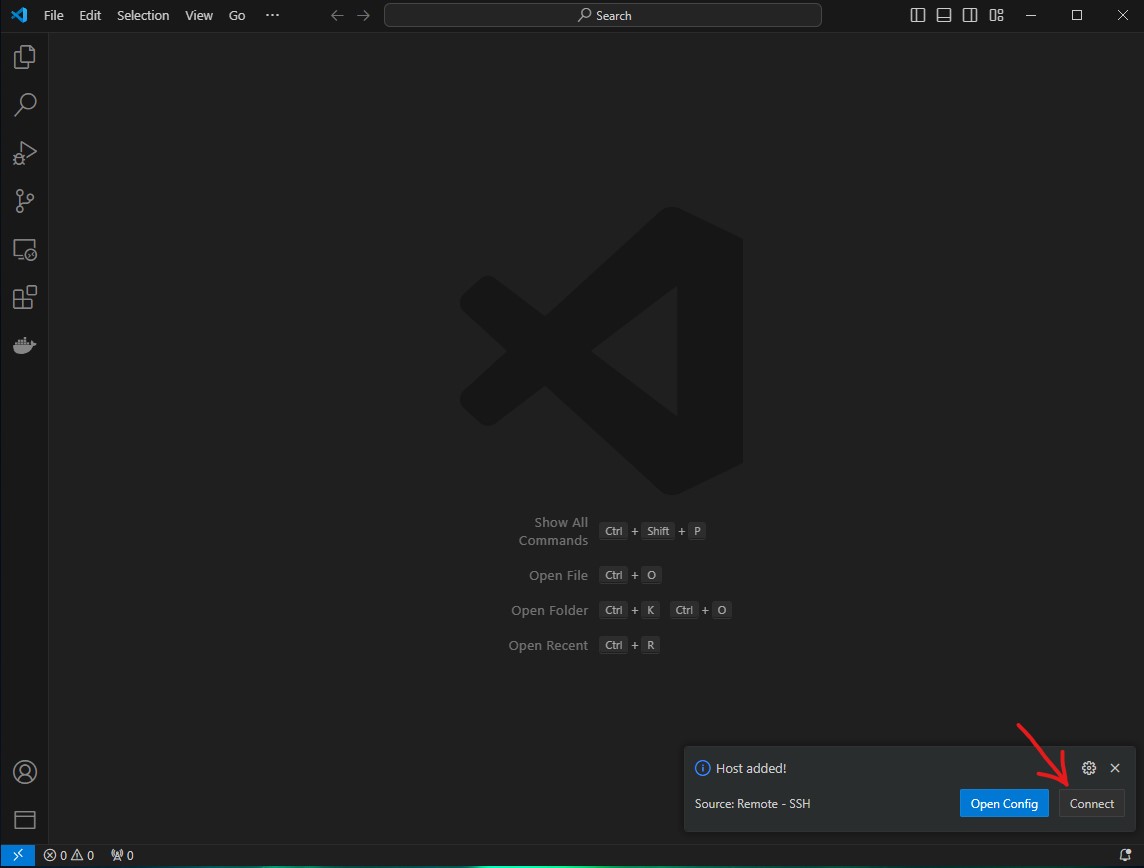 File Edit Selection View Go ··· Search
Show All Commands Ctrl + Shift + P
Open File Ctrl + O
Open Folder Ctrl + K Ctrl + O
Open Recent Ctrl + R
Host added!
Source: Remote - SSH Open Config Connect
0 0 0